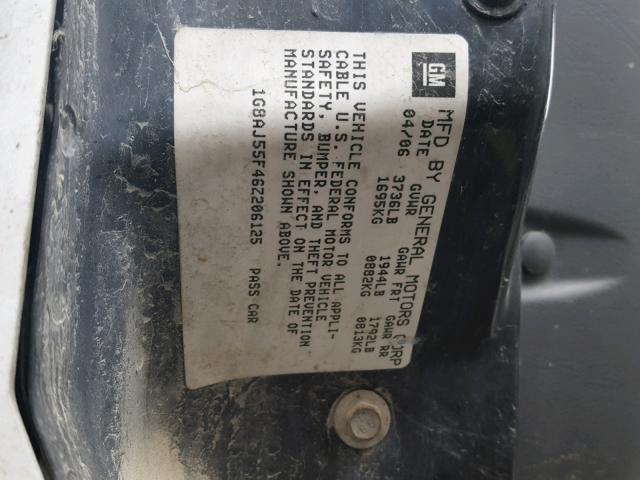 GM
MFD BY GENERAL MOTORS CORP
DATE GVWR GAWR FRT GAWR RR
04/06 3736LB 1944LB 1792LB
1695KG 0882KG 0813KG
THIS VEHICLE CONFORMS TO ALL APPLI-
CABLE U.S. FEDERAL MOTOR VEHICLE
SAFETY, BUMPER, AND THEFT PREVENTION
STANDARDS IN EFFECT ON THE DATE OF
MANUFACTURE SHOWN ABOVE.
1G8AJ55F46Z206125 PASS CAR